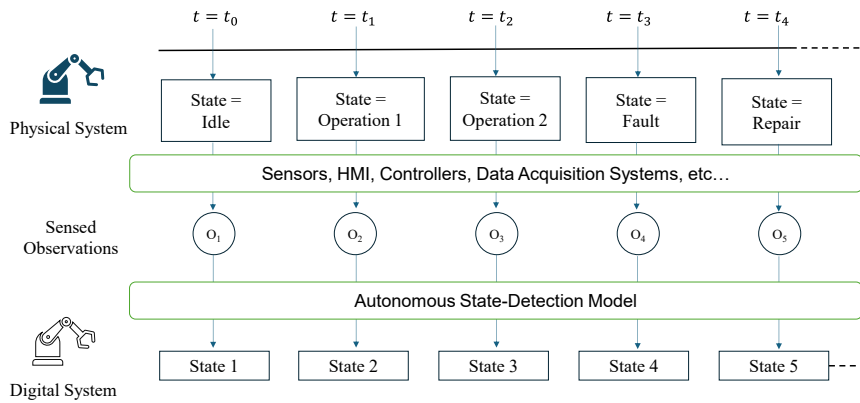 t = t₀
t = t₁
t = t₂
t = t₃
t = t₄
Physical System
State =
Idle
State =
Operation 1
State =
Operation 2
State =
Fault
State =
Repair
Sensors, HMI, Controllers, Data Acquisition Systems, etc…
Sensed
Observations
O₁
O₂
O₃
O₄
O₅
Autonomous State-Detection Model
Digital System
State 1
State 2
State 3
State 4
State 5